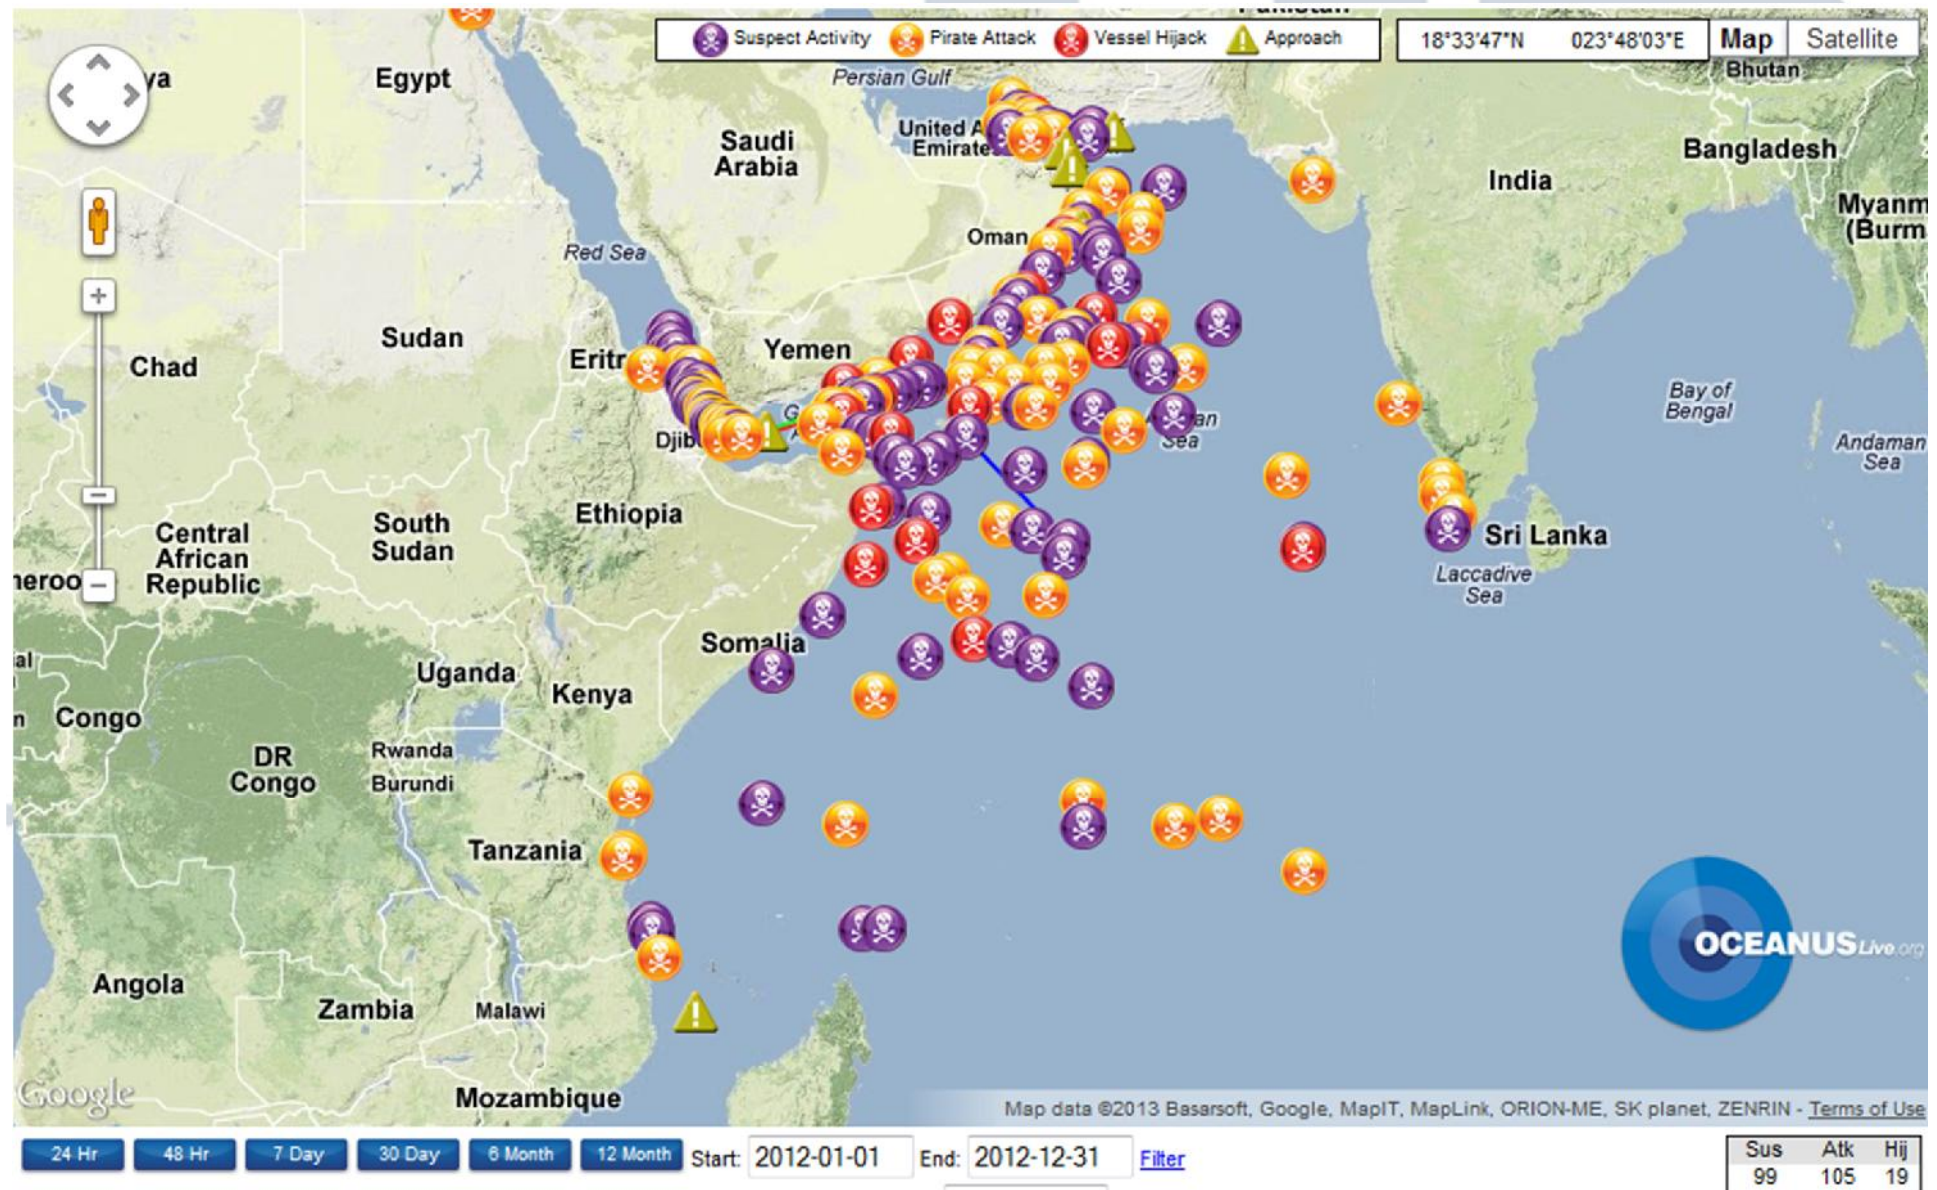 Suspect Activity
Pirate Attack
Vessel Hijack
Approach
18°33'47"N
023°48'03"E
Map
Satellite
Bhutan
ya
Egypt
Persian Gulf
Saudi
Arabia
United A
Emirate
Bangladesh
India
Myanm
(Burm
Oman
Red Sea
Sudan
Chad
Eritr
Yemen
G
A
Djib
an
Sea
Bay of
Bengal
Andaman
Sea
Ethiopia
Central
African
Republic
South
Sudan
neroo
Sri Lanka
Laccadive
Sea
Somalia
al
Uganda
Kenya
n
Congo
DR
Congo
Rwanda
Burundi
Tanzania
OCEANUS Live.org
Angola
Zambia
Malawi
Google
Mozambique
Map data ©2013 Basarsoft, Google, MapIT, MapLink, ORION-ME, SK planet, ZENRIN - Terms of Use
24 Hr
48 Hr
7 Day
30 Day
6 Month
12 Month
Start: 2012-01-01
End: 2012-12-31
Filter
Sus Atk Hij
99 105 19